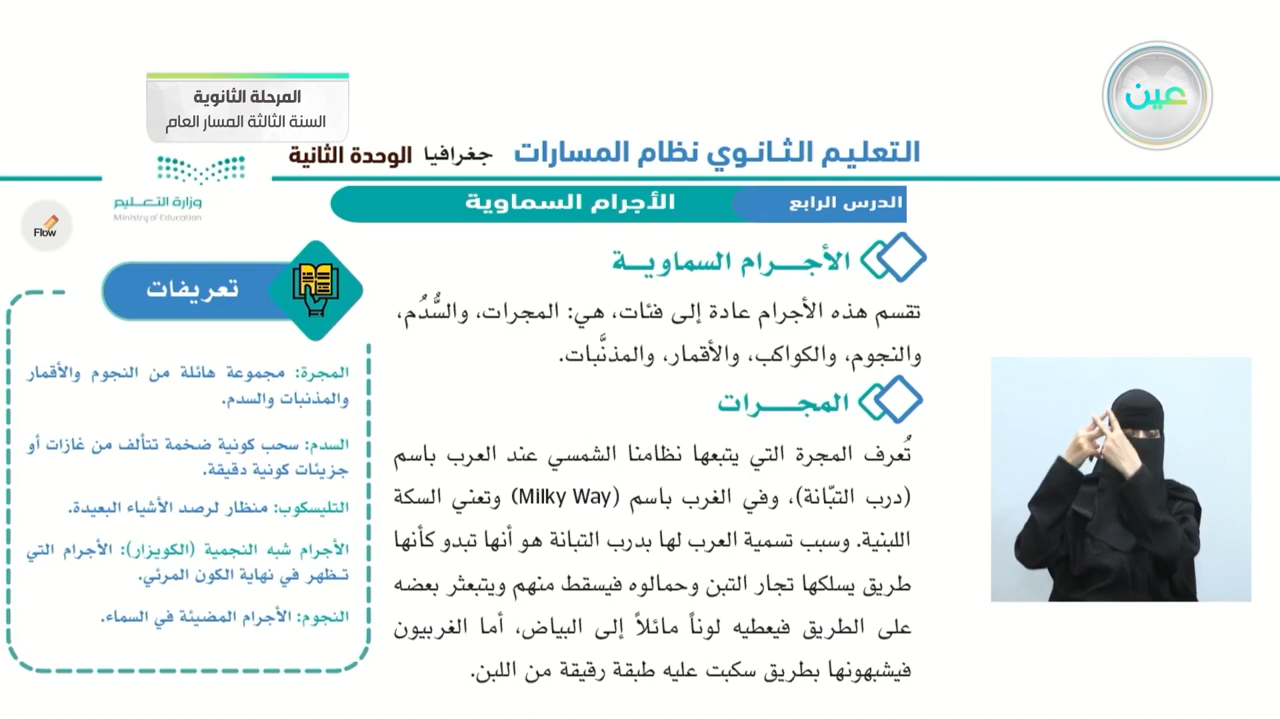 عين
المرحلة الثانوية
السنة الثالثة المسار العام
التعليم الثانوي نظام المسارات جغرافيا الوحدة الثانية
وزارة التعليم
Ministry of Education
الدرس الرابع
الأجرام السماوية
Flow
الأجرام السماوية
تقسم هذه الأجرام عادة إلى فئات، هي: المجرات، والسُّدُم،
والنجوم، والكواكب، والأقمار، والمذنَّبات.
المجرات
تُعرف المجرة التي يتبعها نظامنا الشمسي عند العرب باسم
(درب التبّانة)، وفي الغرب باسم (Milky Way) وتعني السكة
اللبنية. وسبب تسمية العرب لها بدرب التبانة هو أنها تبدو كأنها
طريق يسلكها تجار التبن وحمالوه فيسقط منهم ويتبعثر بعضه
على الطريق فيعطيه لوناً مائلاً إلى البياض، أما الغربيون
فيشبهونها بطريق سكبت عليه طبقة رقيقة من اللبن.
تعريفات
المجرة: مجموعة هائلة من النجوم والأقمار
والمذنبات والسدم.
السدم: سحب كونية ضخمة تتألف من غازات أو
جزيئات كونية دقيقة.
التليسكوب: منظار لرصد الأشياء البعيدة.
الأجرام شبه النجمية (الكويزار): الأجرام التي
تظهر في نهاية الكون المرئي.
النجوم: الأجرام المضيئة في السماء.